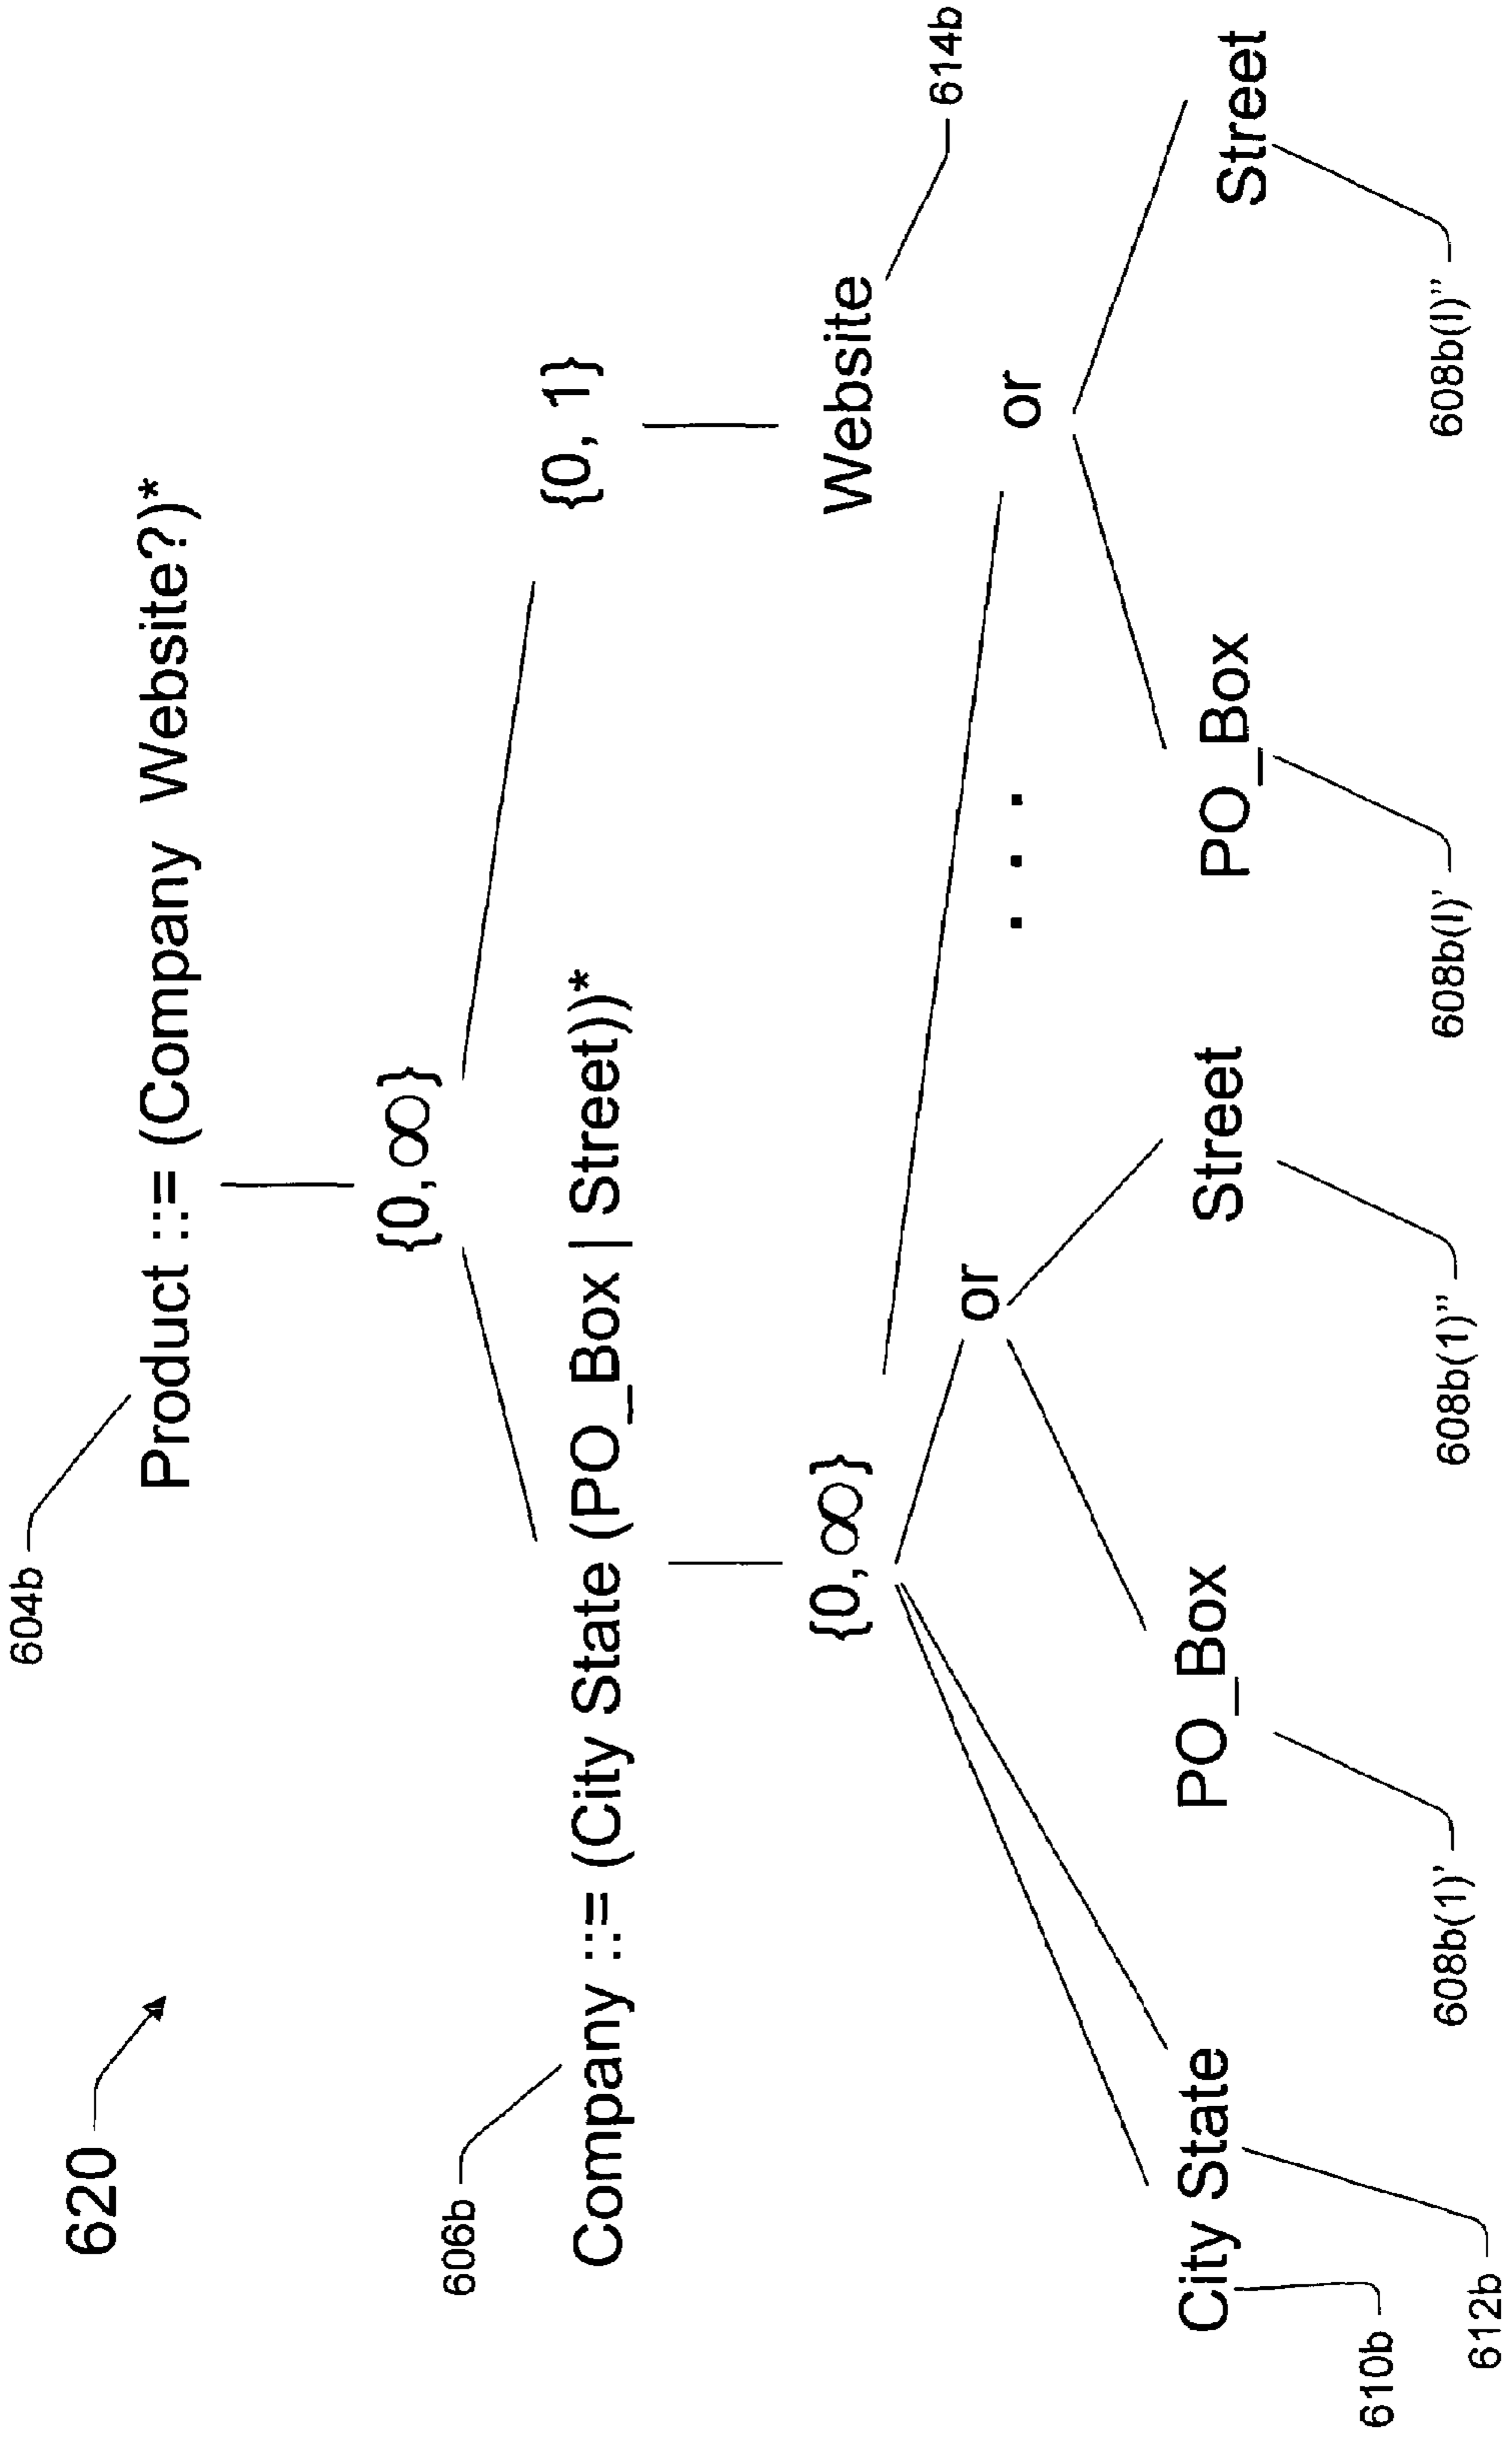 620
604b
Product ::= (Company Website?)*
{0,∞}
606b
Company ::= (City State (PO_Box | Street))*
{0, 1}
{0,∞}
Website
614b
or
. . .
or
City State
PO_Box
Street
PO_Box
Street
610b
612b
608b(1)'
608b(1)''
608b(I)'
608b(I)''